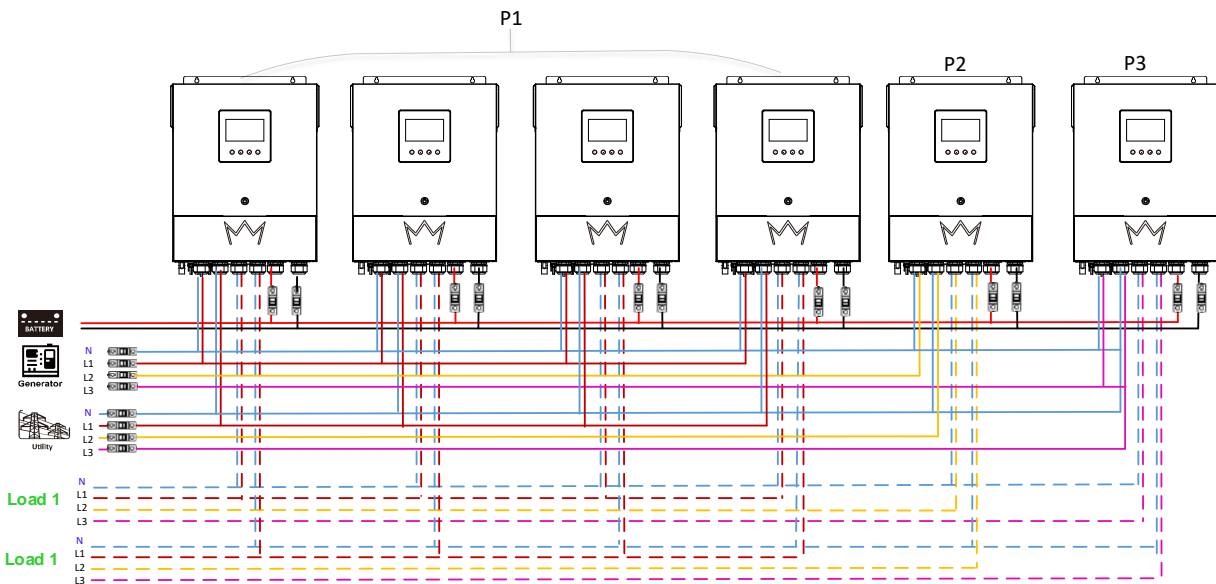 P1
P2
P3
BATTERY
N
L1
Generator
L2
L3
N
L1
L2
Utility
L3
N
Load 1
L1
L2
L3
N
Load 1
L1
L2
L3